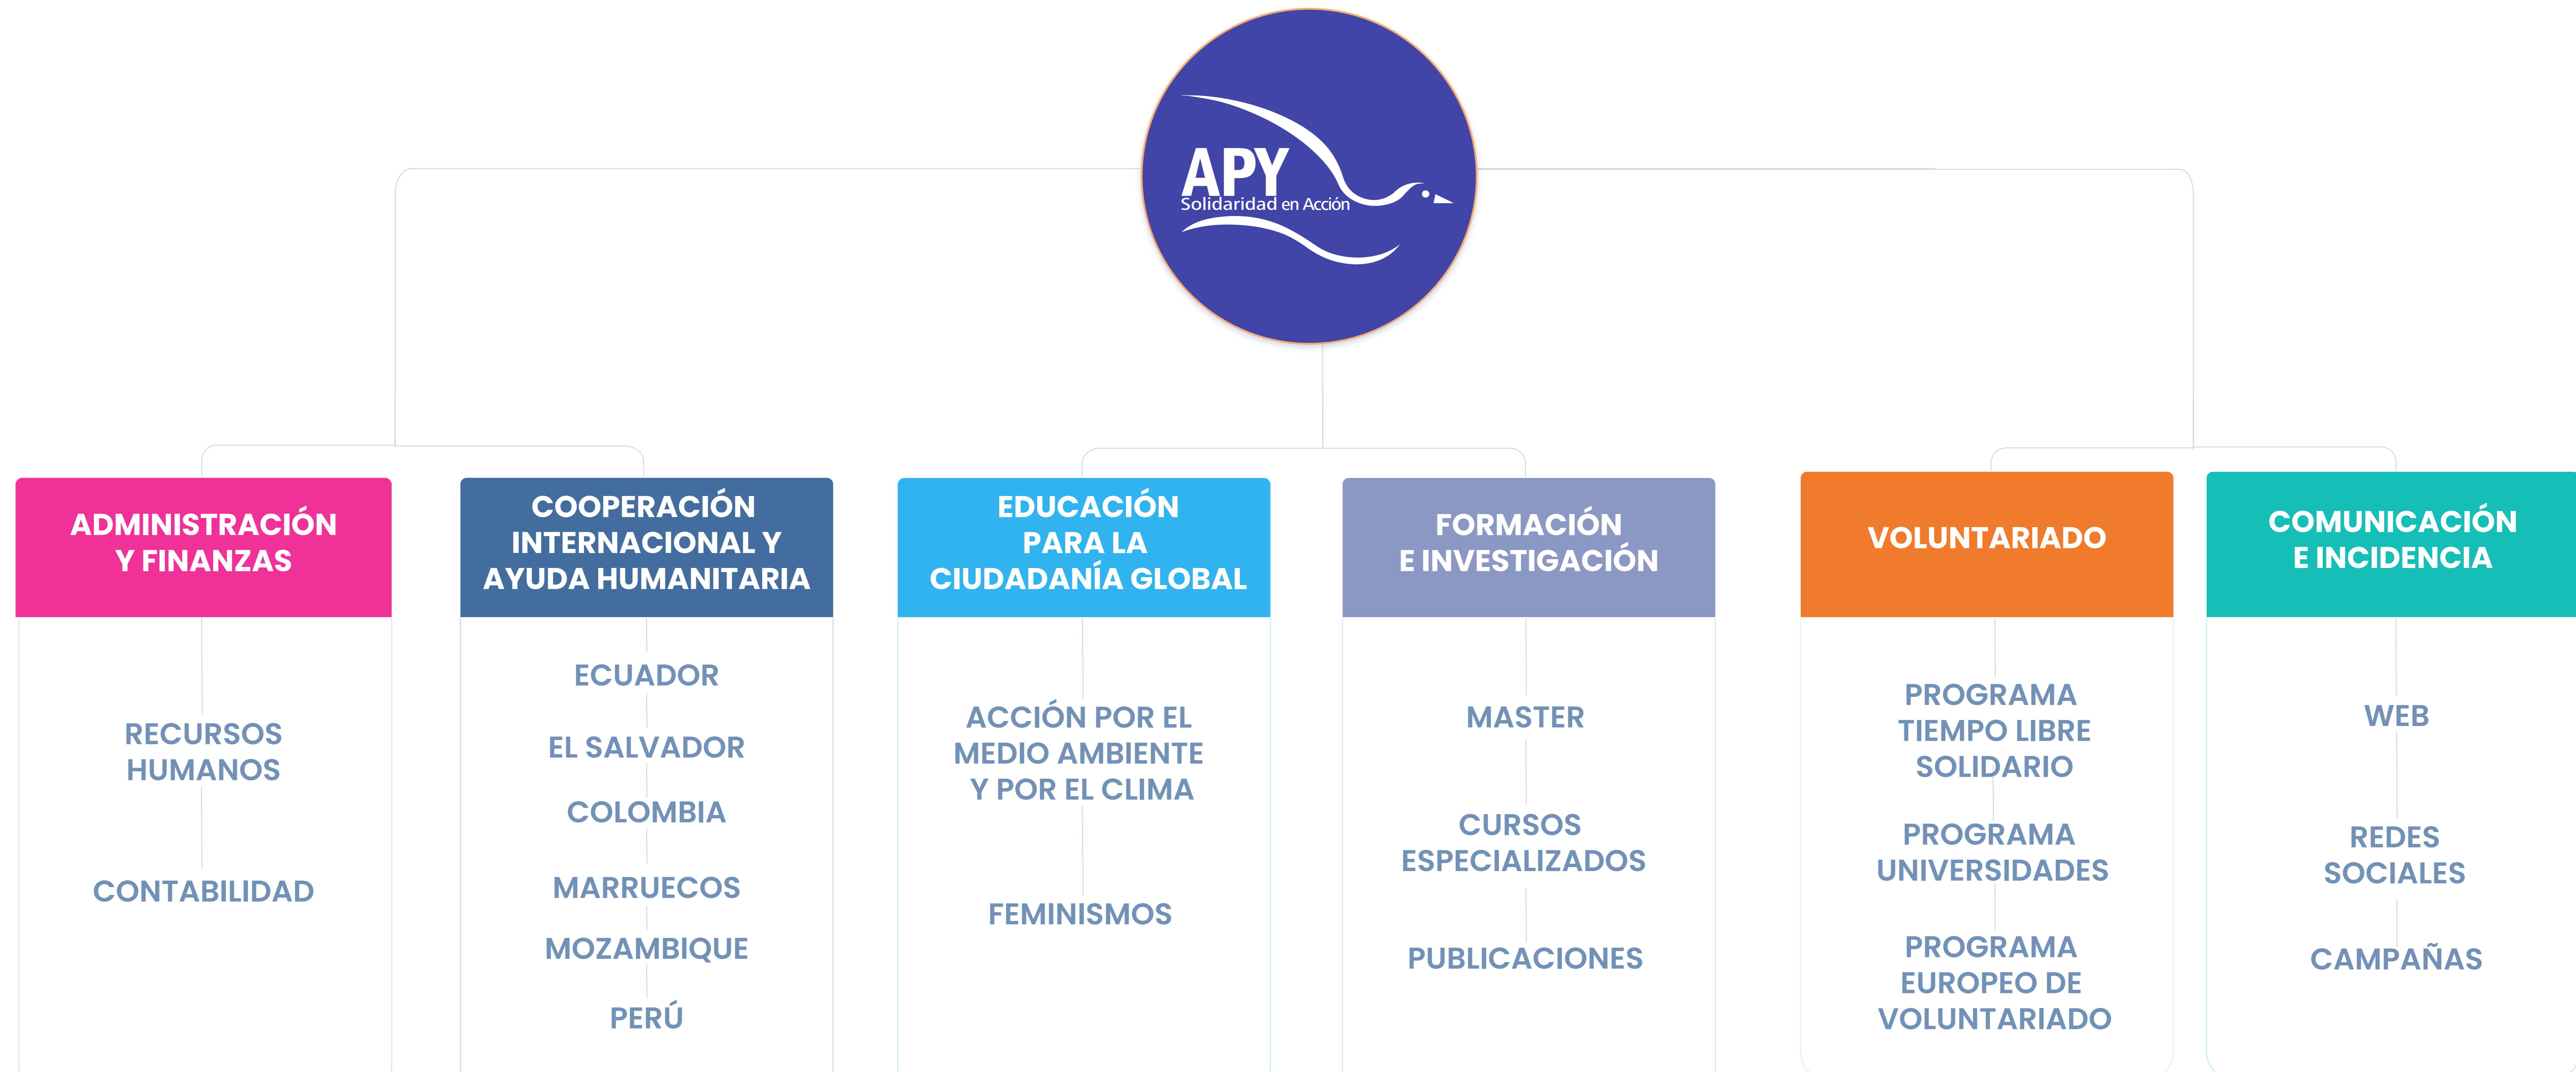 APY
Solidaridad en Acción
ADMINISTRACIÓN
Y FINANZAS
RECURSOS
HUMANOS
CONTABILIDAD
COOPERACIÓN
INTERNACIONAL Y
AYUDA HUMANITARIA
ECUADOR
EL SALVADOR
COLOMBIA
MARRUECOS
MOZAMBIQUE
PERÚ
EDUCACIÓN
PARA LA
CIUDADANÍA GLOBAL
ACCIÓN POR EL
MEDIO AMBIENTE
Y POR EL CLIMA
FEMINISMOS
FORMACIÓN
E INVESTIGACIÓN
MASTER
CURSOS
ESPECIALIZADOS
PUBLICACIONES
VOLUNTARIADO
PROGRAMA
TIEMPO LIBRE
SOLIDARIO
PROGRAMA
UNIVERSIDADES
PROGRAMA
EUROPEO DE
VOLUNTARIADO
COMUNICACIÓN
E INCIDENCIA
WEB
REDES
SOCIALES
CAMPAÑAS